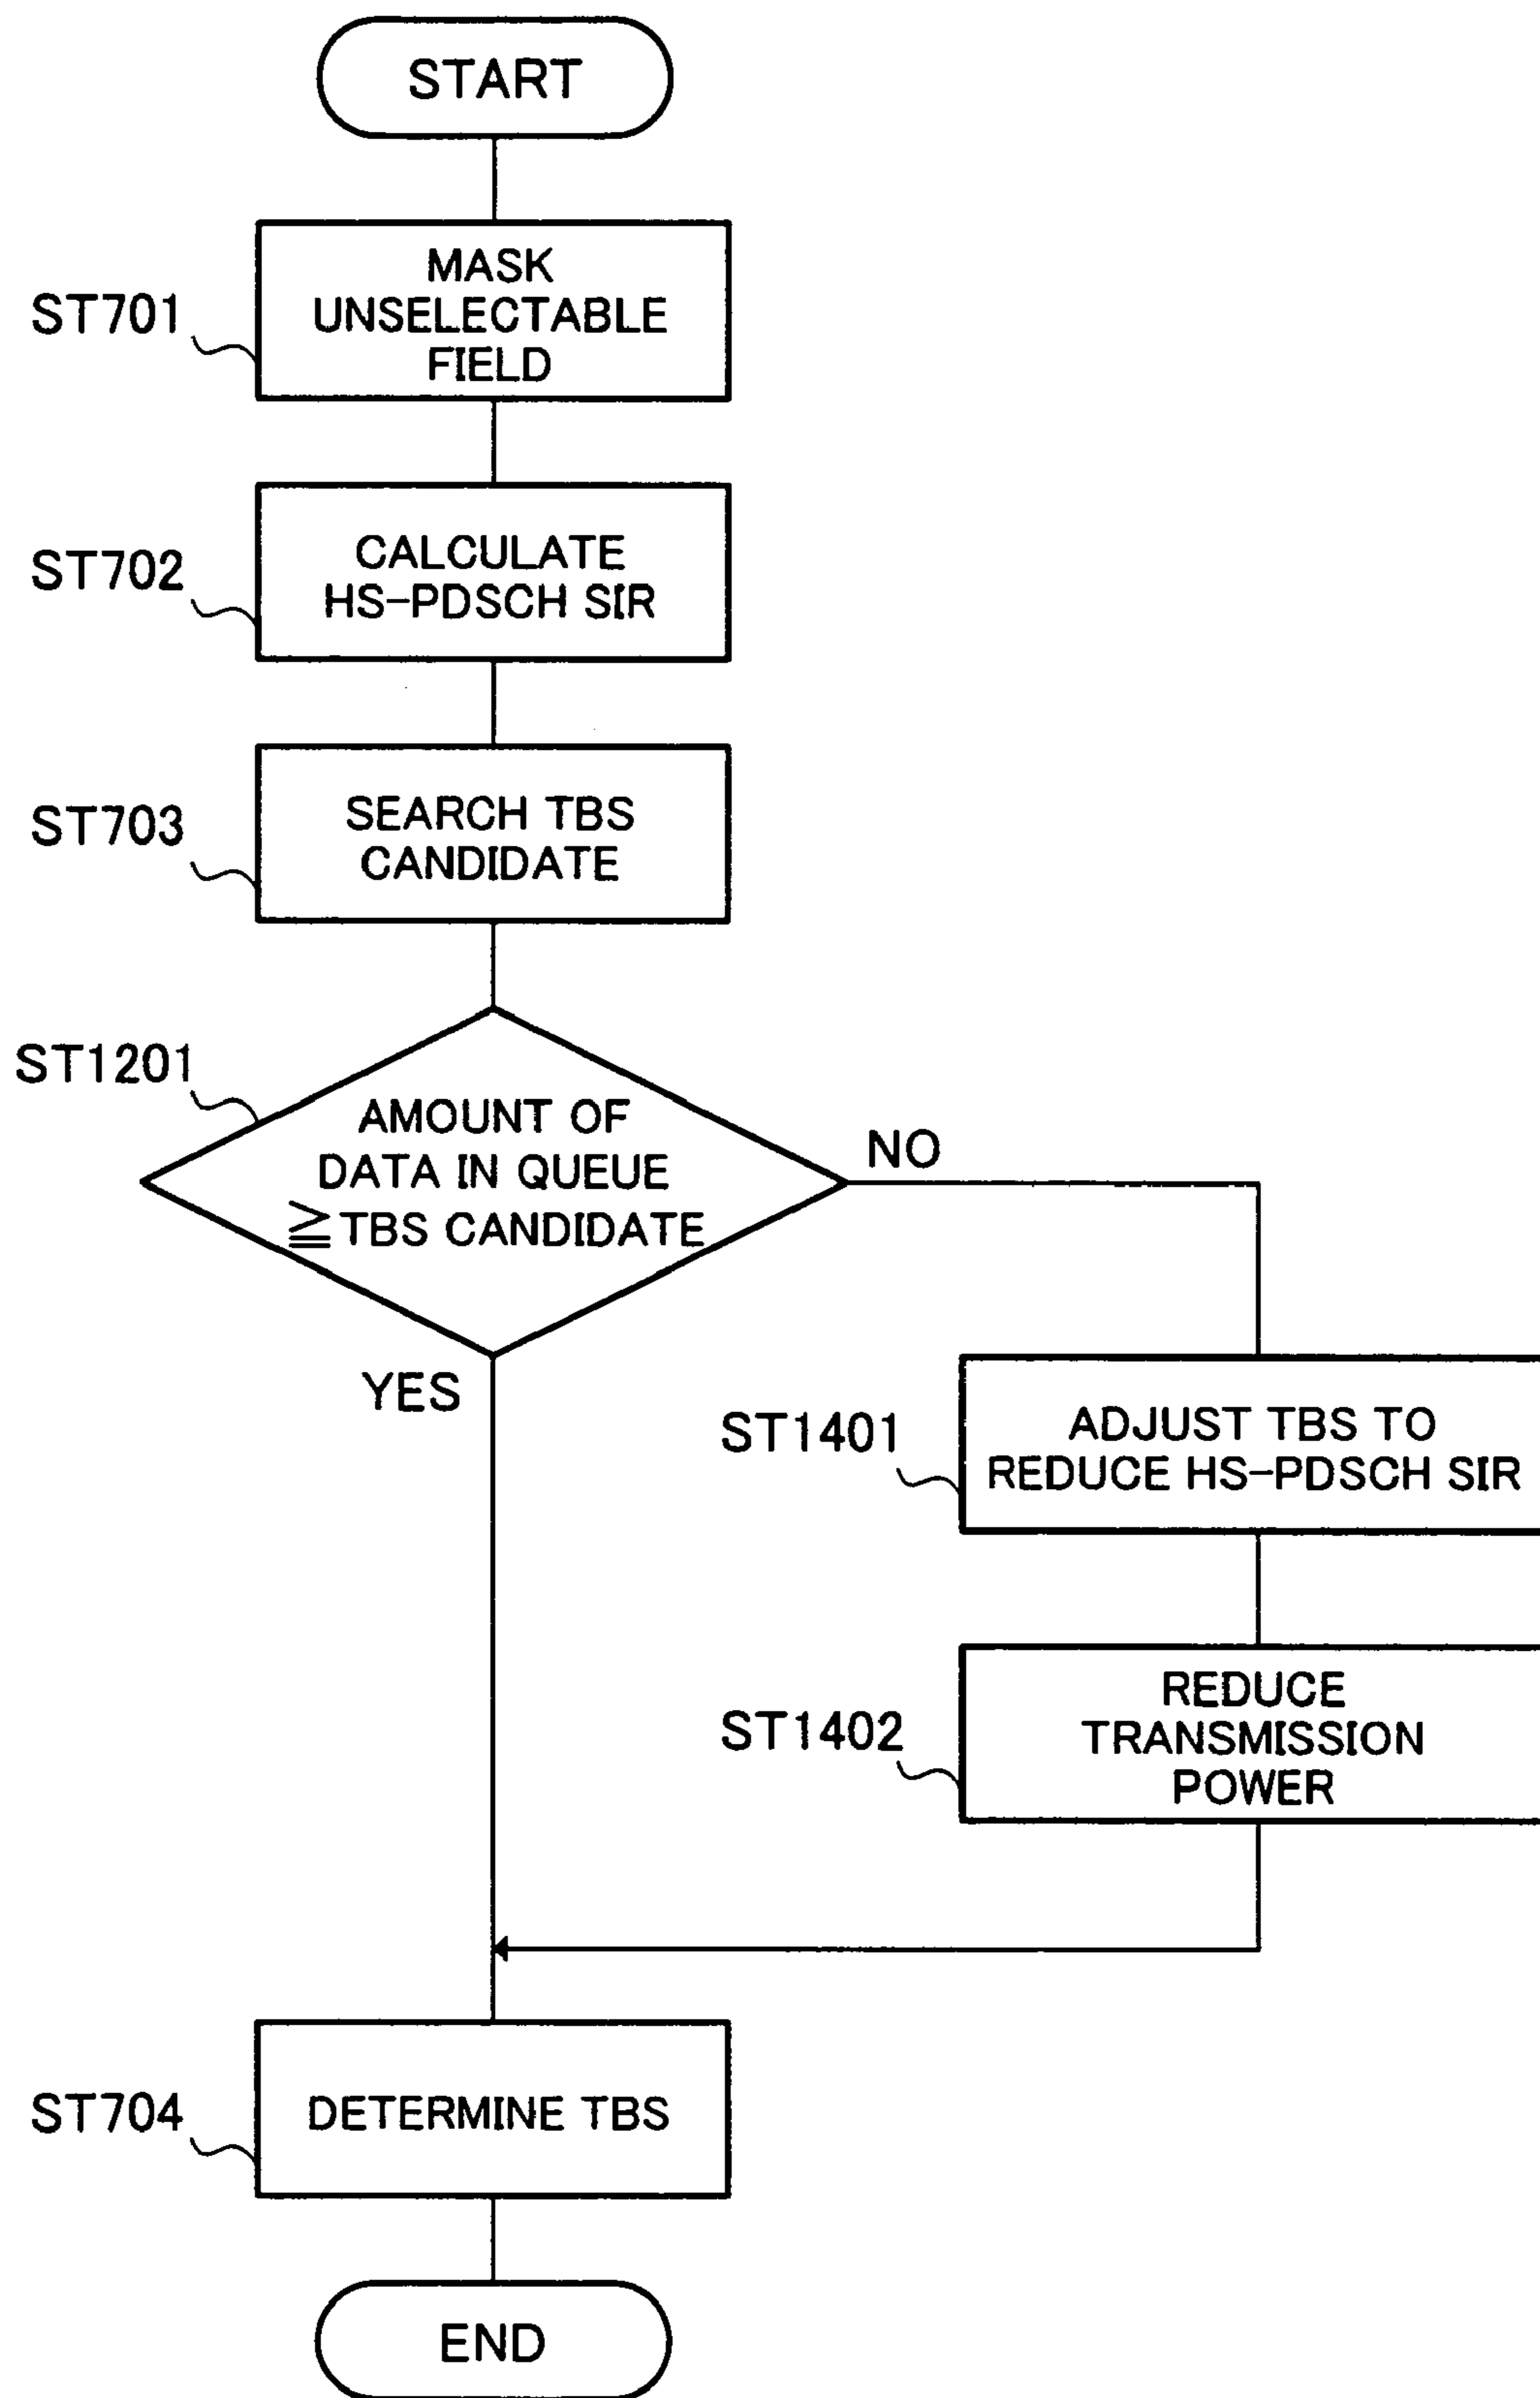 START
ST701
MASK
UNSELECTABLE
FIELD
ST702
CALCULATE
HS-PDSCH SIR
ST703
SEARCH TBS
CANDIDATE
ST1201
AMOUNT OF
DATA IN QUEUE
≧TBS CANDIDATE
NO
YES
ST1401
ADJUST TBS TO
REDUCE HS-PDSCH SIR
ST1402
REDUCE
TRANSMISSION
POWER
ST704
DETERMINE TBS
END